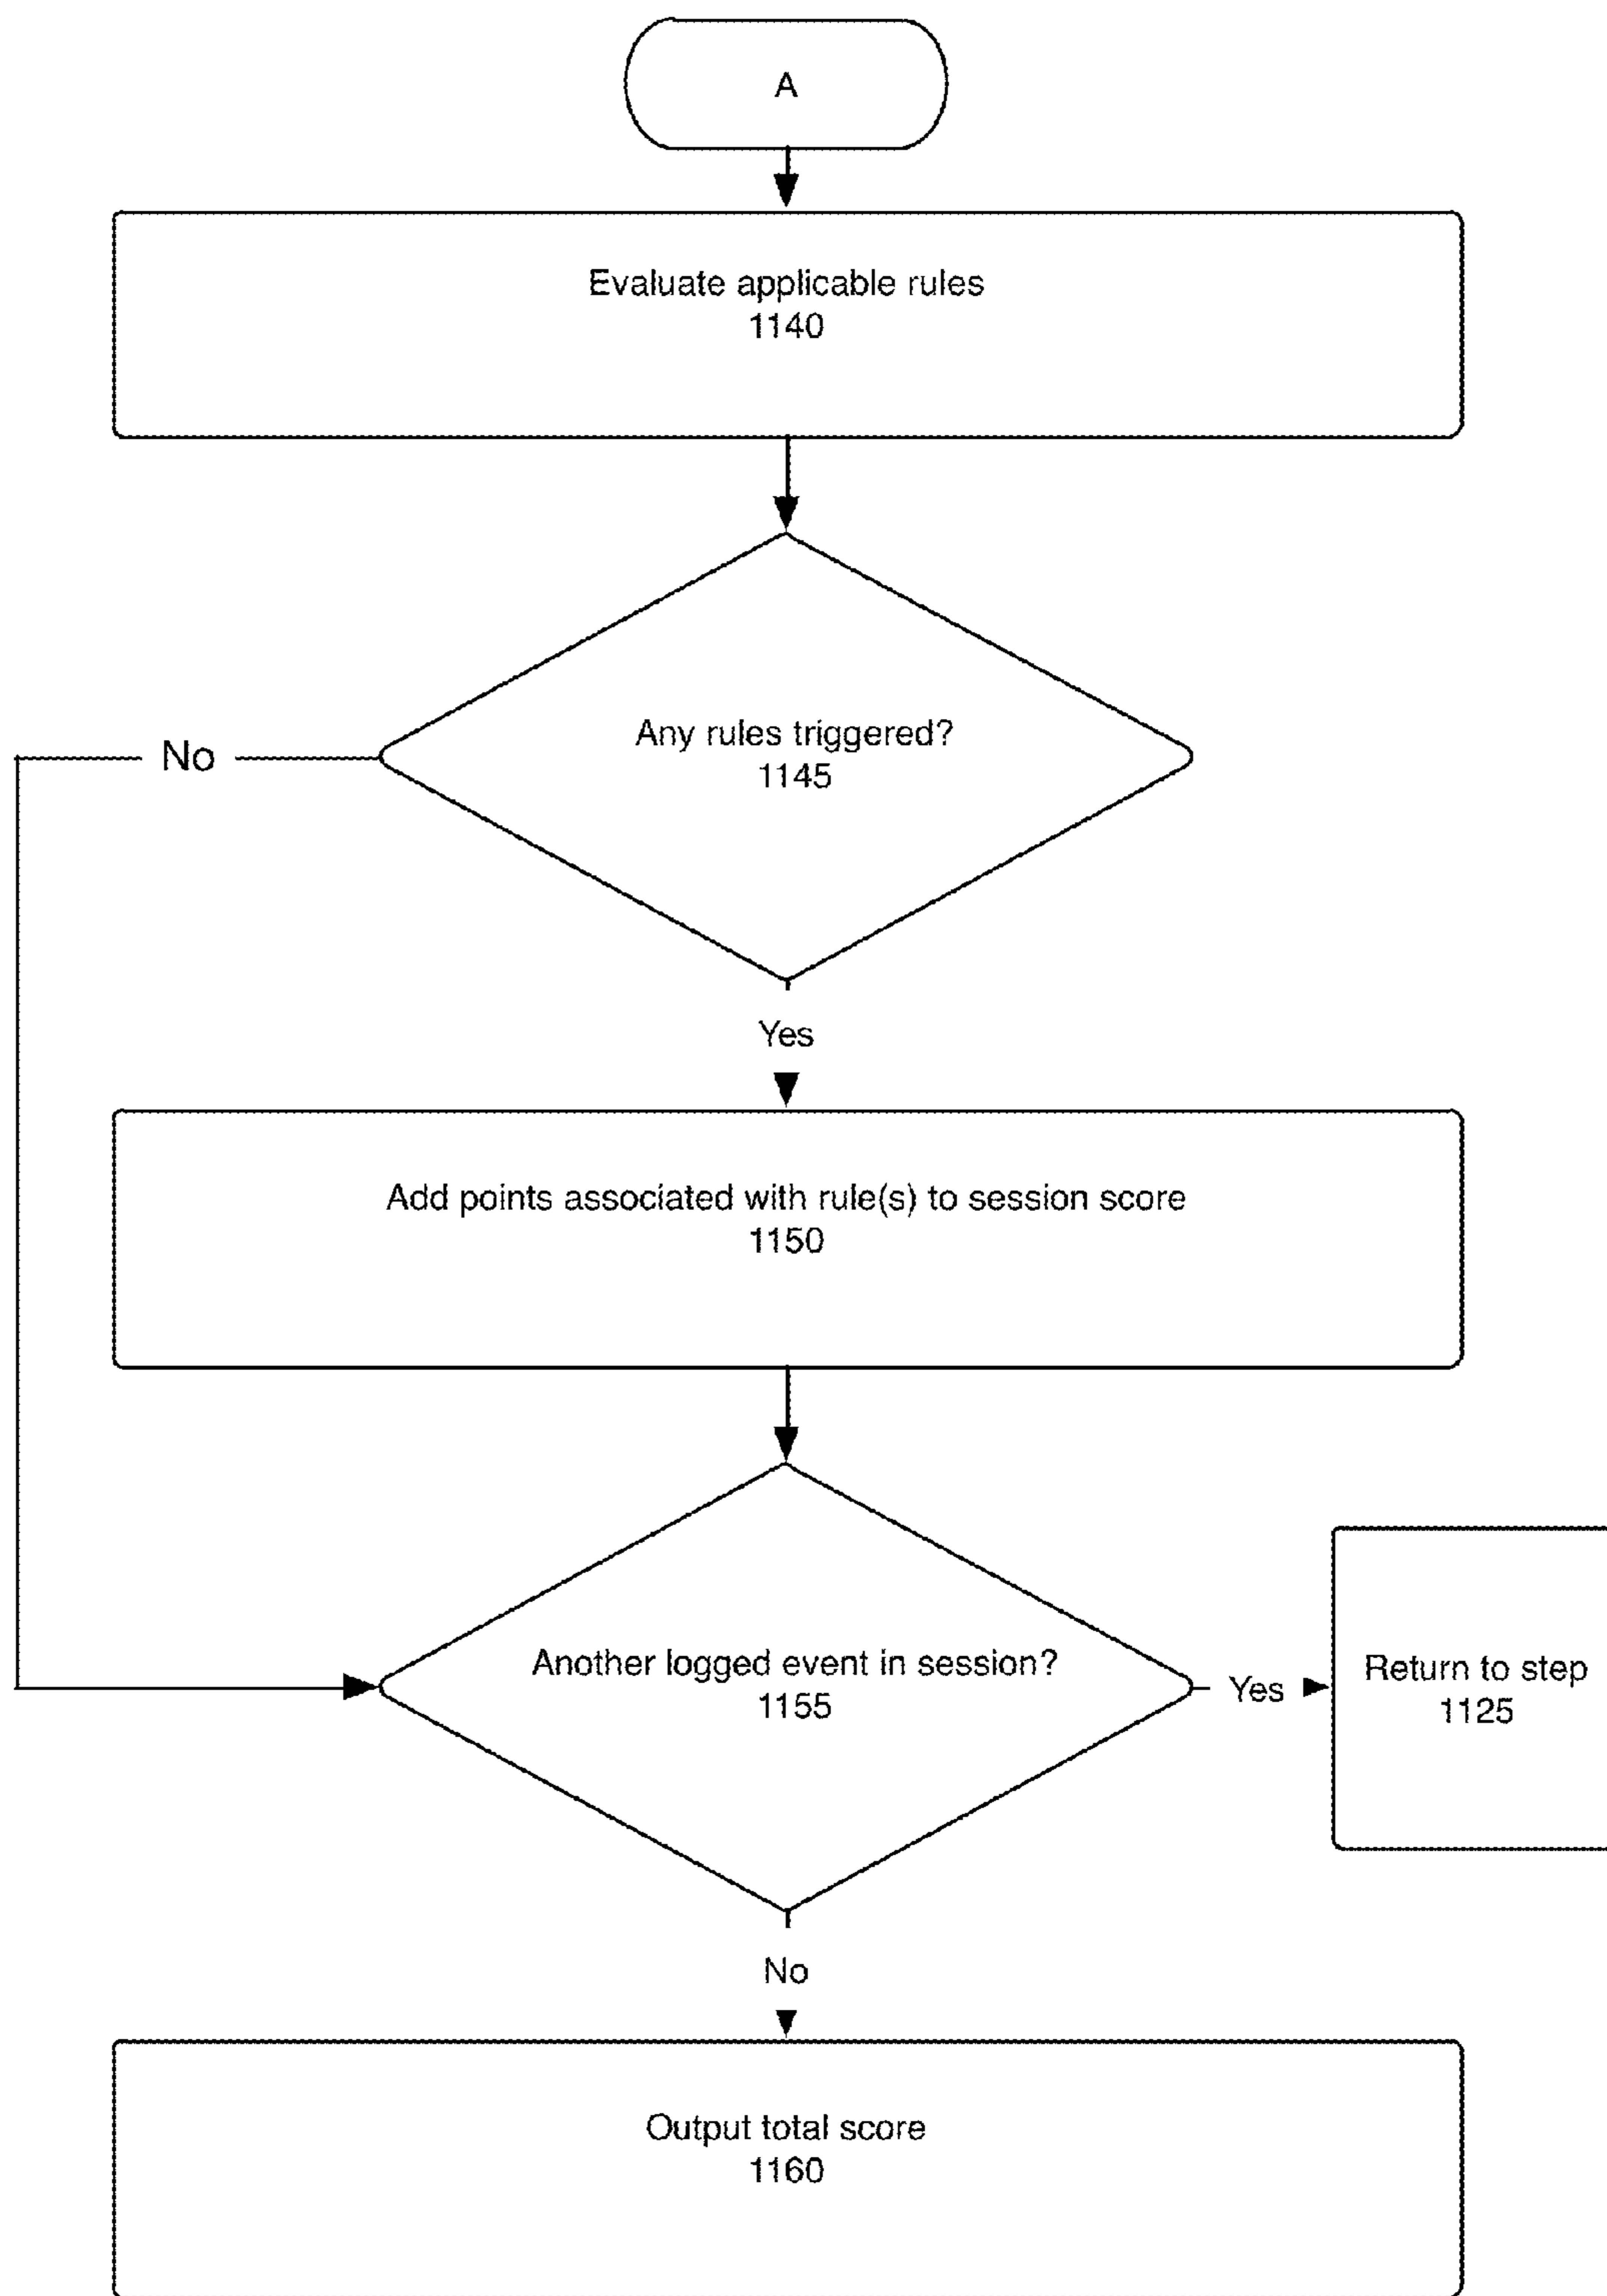 A
Evaluate applicable rules
1140
Any rules triggered?
1145
No
Yes
Add points associated with rule(s) to session score
1150
Another logged event in session?
1155
Yes
Return to step
1125
No
Output total score
1160